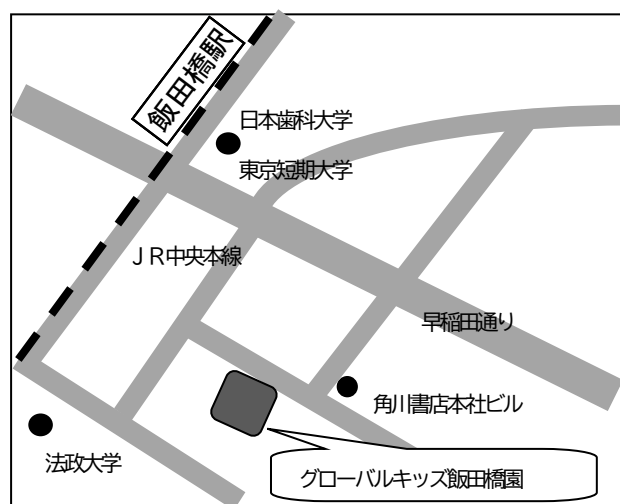 飯田橋駅
日本歯科大学
東京短期大学
ＪＲ中央本線
早稲田通り
角川書店本社ビル
法政大学
グローバルキッズ飯田橋園